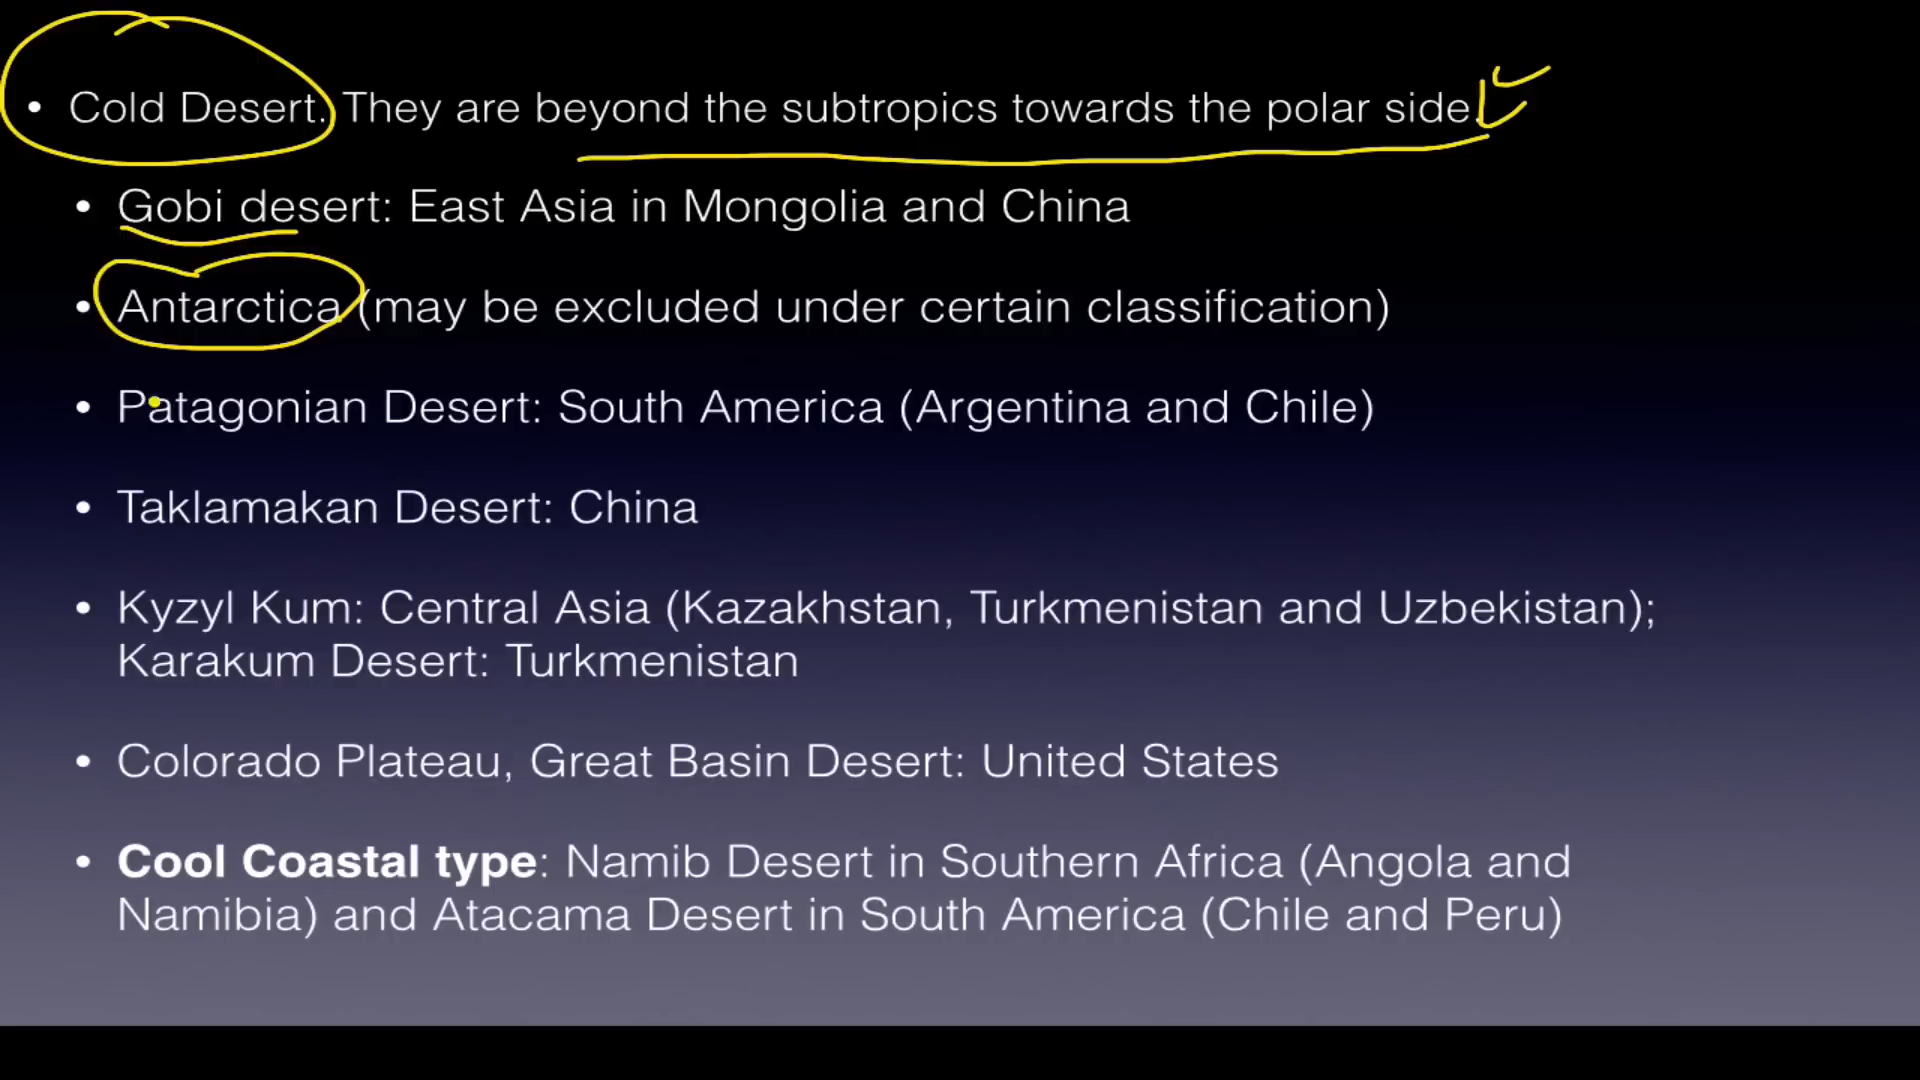 • Cold Desert. They are beyond the subtropics towards the polar side.
• Gobi desert: East Asia in Mongolia and China
• Antarctica (may be excluded under certain classification)
• Patagonian Desert: South America (Argentina and Chile)
• Taklamakan Desert: China
• Kyzyl Kum: Central Asia (Kazakhstan, Turkmenistan and Uzbekistan);
Karakum Desert: Turkmenistan
• Colorado Plateau, Great Basin Desert: United States
• Cool Coastal type: Namib Desert in Southern Africa (Angola and
Namibia) and Atacama Desert in South America (Chile and Peru)